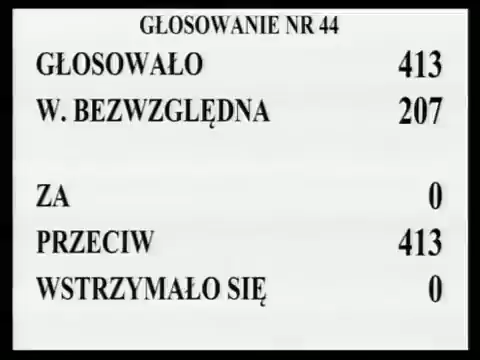 GŁOSOWANIE NR 44
GŁOSOWAŁO 413
W. BEZWZGLĘDNA 207
ZA 0
PRZECIW 413
WSTRZYMAŁO SIĘ 0